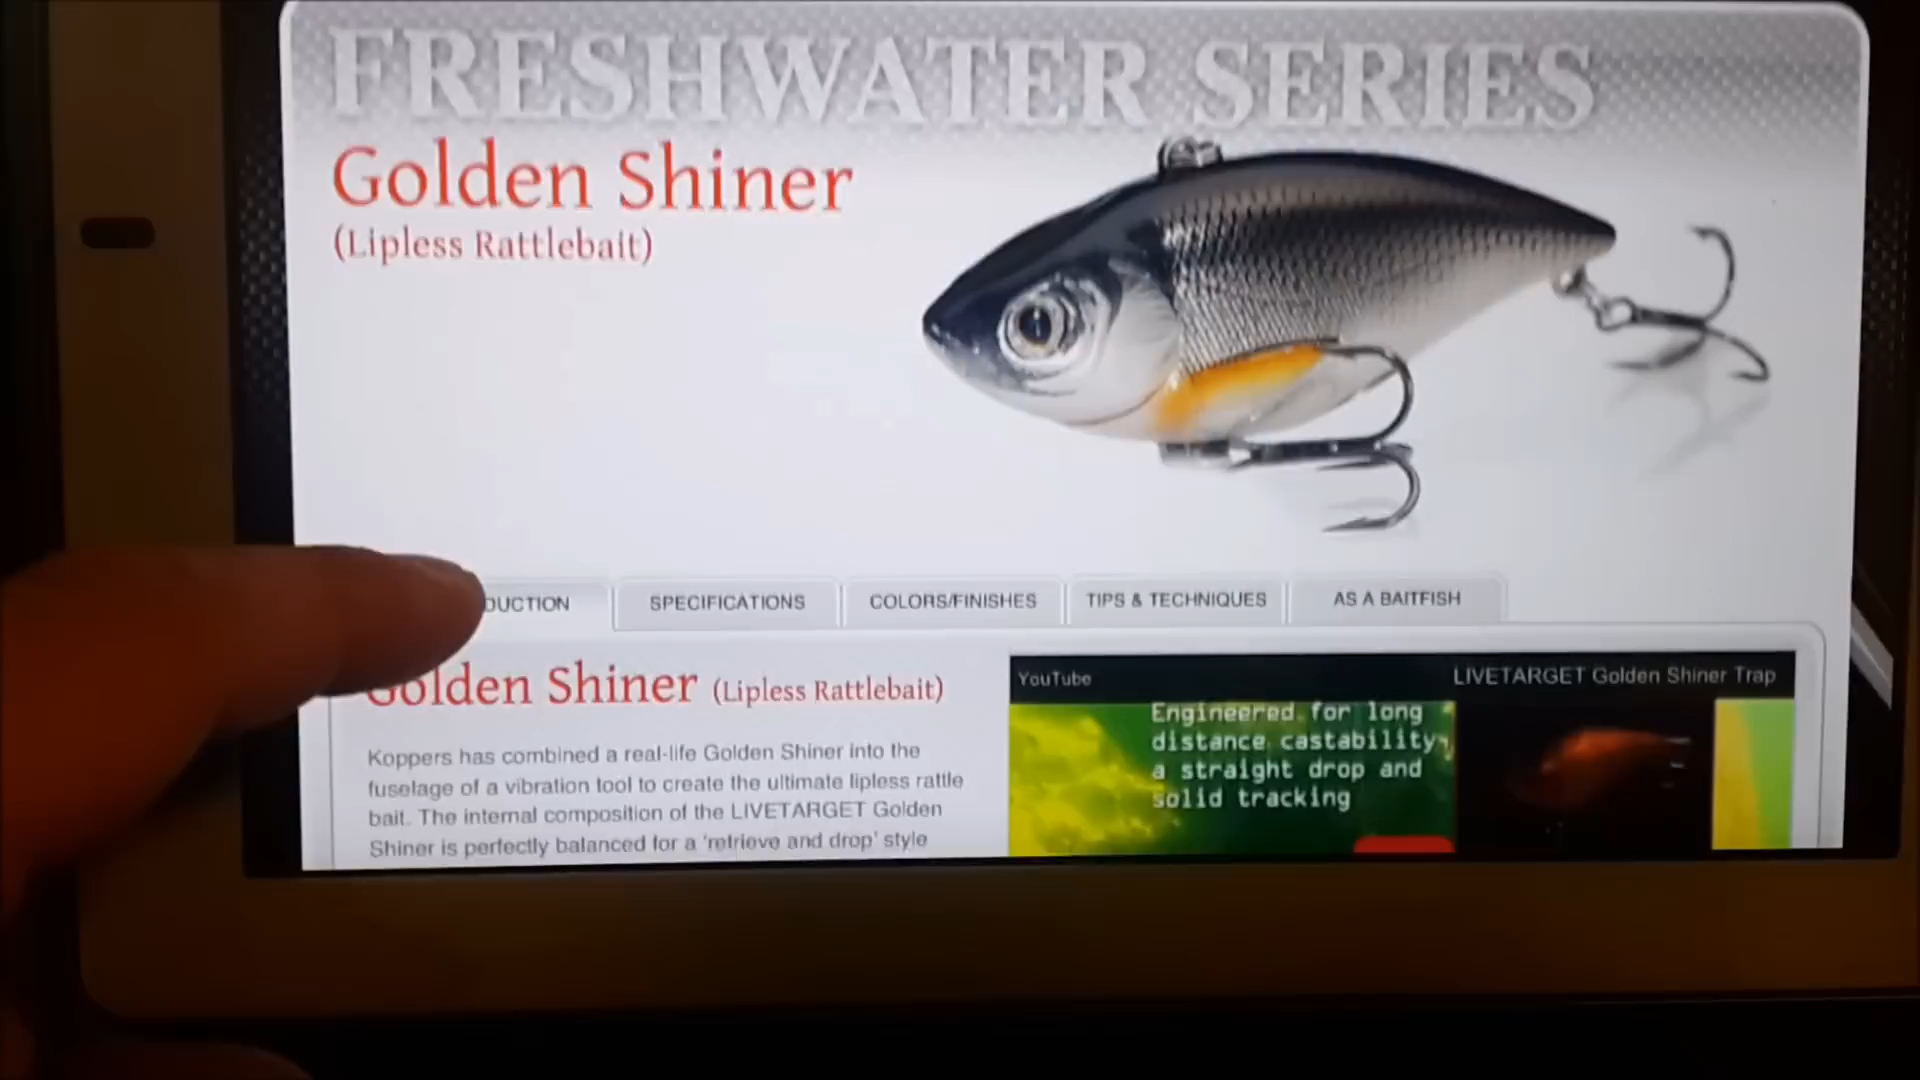 FRESHWATER SERIES
Golden Shiner
(Lipless Rattlebait)
DUCTION
SPECIFICATIONS
COLORS/FINISHES
TIPS & TECHNIQUES
AS A BAITFISH
Golden Shiner (Lipless Rattlebait)
Koppers has combined a real-life Golden Shiner into the
fuselage of a vibration tool to create the ultimate lipless rattle
bait. The internal composition of the LIVETARGET Golden
Shiner is perfectly balanced for a 'retrieve and drop' style
YouTube
LIVETARGET Golden Shiner Trap
Engineered for long
distance castability,
a straight drop and
solid tracking